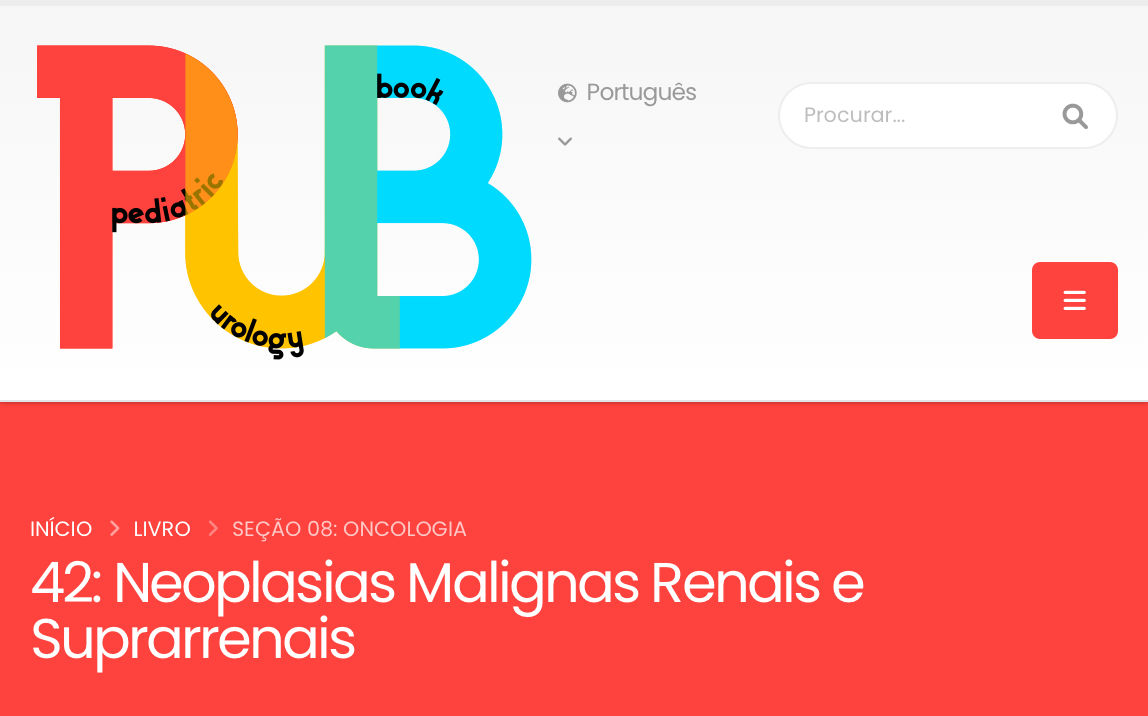 PUB
pediatric
urology
book
Português
Procurar...
INÍCIO LIVRO SEÇÃO 08: ONCOLOGIA
42: Neoplasias Malignas Renais e
Suprarrenais